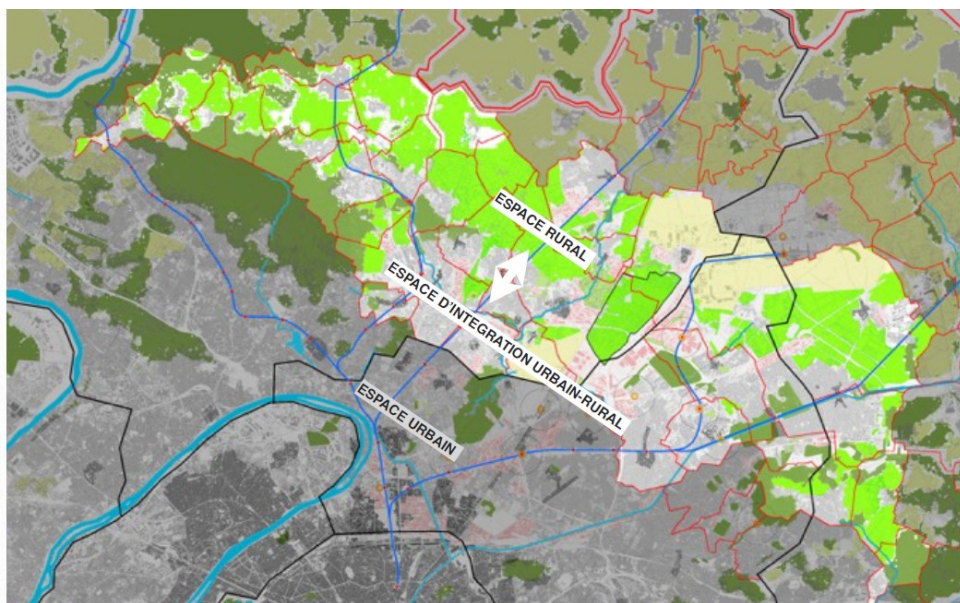 ESPACE RURAL
ESPACE D'INTEGRATION URBAIN-RURAL
ESPACE URBAIN